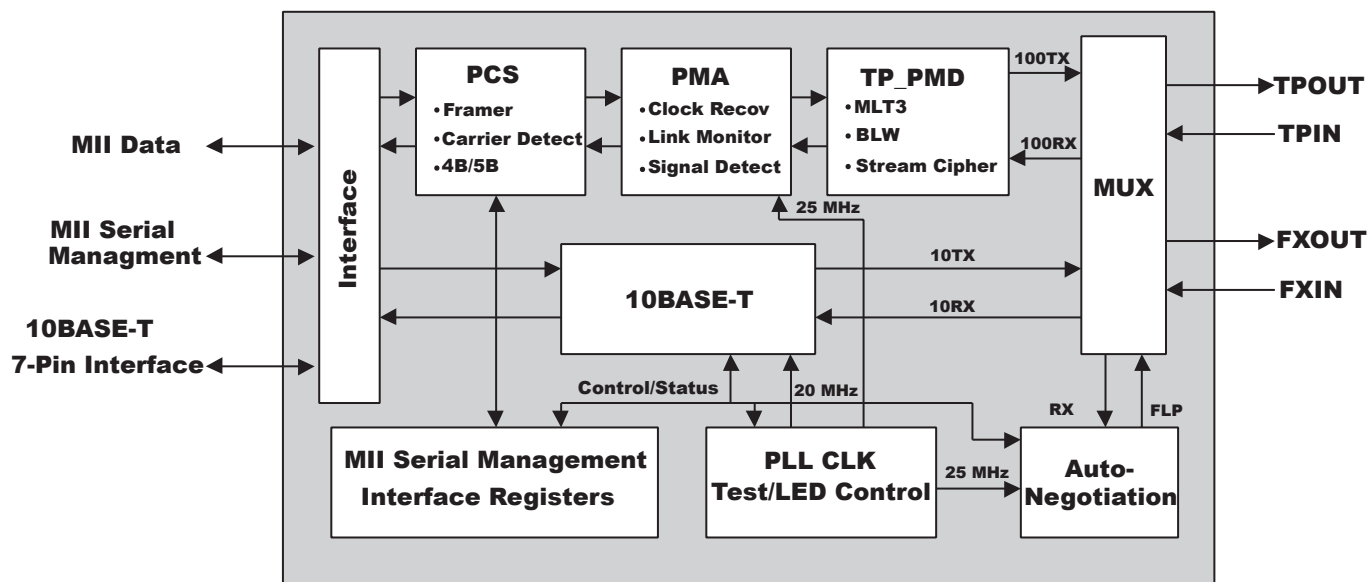 PCS
•Framer
•Carrier Detect
•4B/5B
PMA
•Clock Recov
•Link Monitor
•Signal Detect
TP_PMD
•MLT3
•BLW
•Stream Cipher
100TX
100RX
MUX
TPOUT
TPIN
FXOUT
FXIN
MII Data
MII Serial
Managment
10BASE-T
7-Pin Interface
Interface
25 MHz
10BASE-T
10TX
10RX
Control/Status
20 MHz
RX
FLP
MII Serial Management
Interface Registers
PLL CLK
Test/LED Control
25 MHz
Auto-
Negotiation